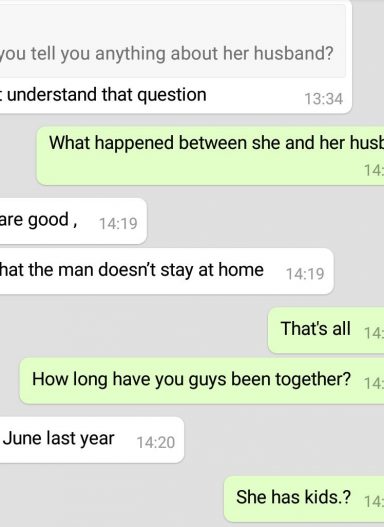 you tell you anything about her husband?
understand that question
13:34
What happened between she and her husb
14:
are good ,
14:19
hat the man doesn't stay at home
14:19
That's all
14:
How long have you guys been together?
14:
June last year
14:20
She has kids.?
14: